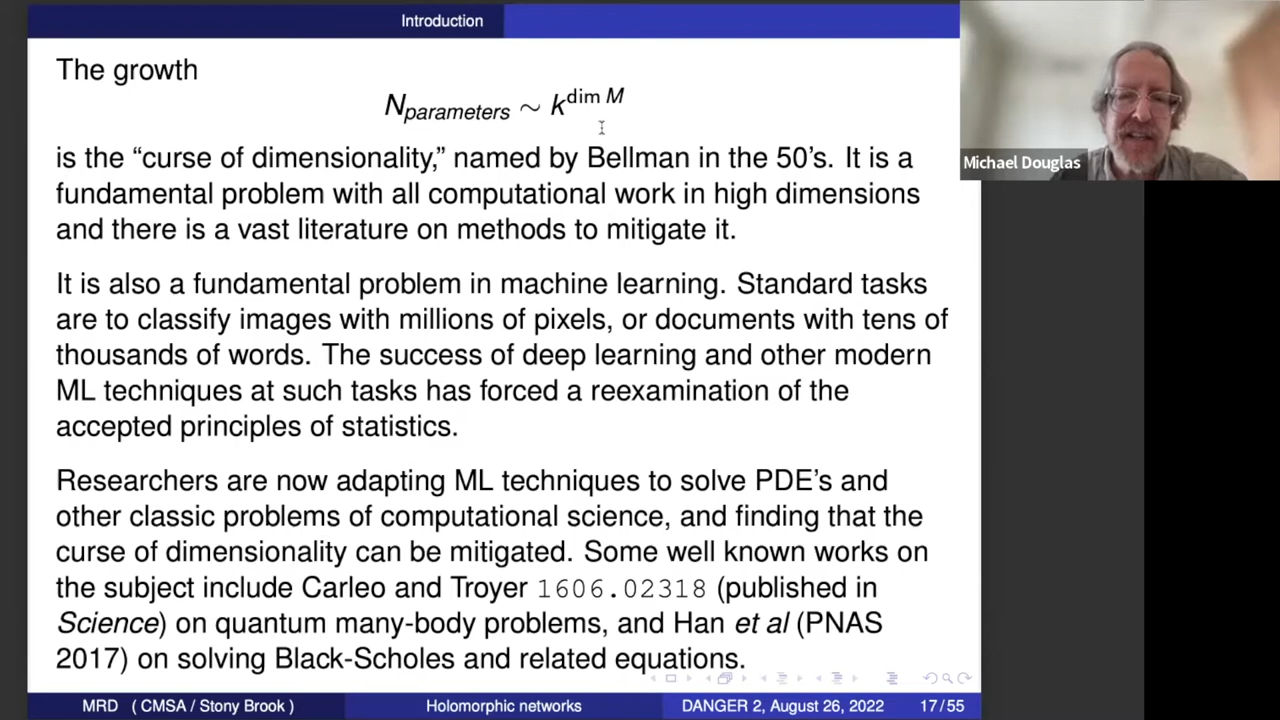 Introduction
The growth
N_parameters ∼ k^dim M
is the “curse of dimensionality,” named by Bellman in the 50’s. It is a
fundamental problem with all computational work in high dimensions
and there is a vast literature on methods to mitigate it.
It is also a fundamental problem in machine learning. Standard tasks
are to classify images with millions of pixels, or documents with tens of
thousands of words. The success of deep learning and other modern
ML techniques at such tasks has forced a reexamination of the
accepted principles of statistics.
Researchers are now adapting ML techniques to solve PDE’s and
other classic problems of computational science, and finding that the
curse of dimensionality can be mitigated. Some well known works on
the subject include Carleo and Troyer 1606.02318 (published in
Science) on quantum many-body problems, and Han et al (PNAS
2017) on solving Black-Scholes and related equations.
MRD ( CMSA / Stony Brook ) Holomorphic networks DANGER 2, August 26, 2022 17/55
Michael Douglas